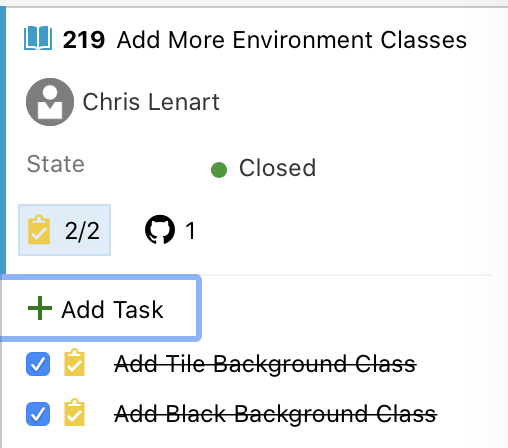 219 Add More Environment Classes
Chris Lenart
State
Closed
2/2
1
Add Task
Add Tile Background Class
Add Black Background Class